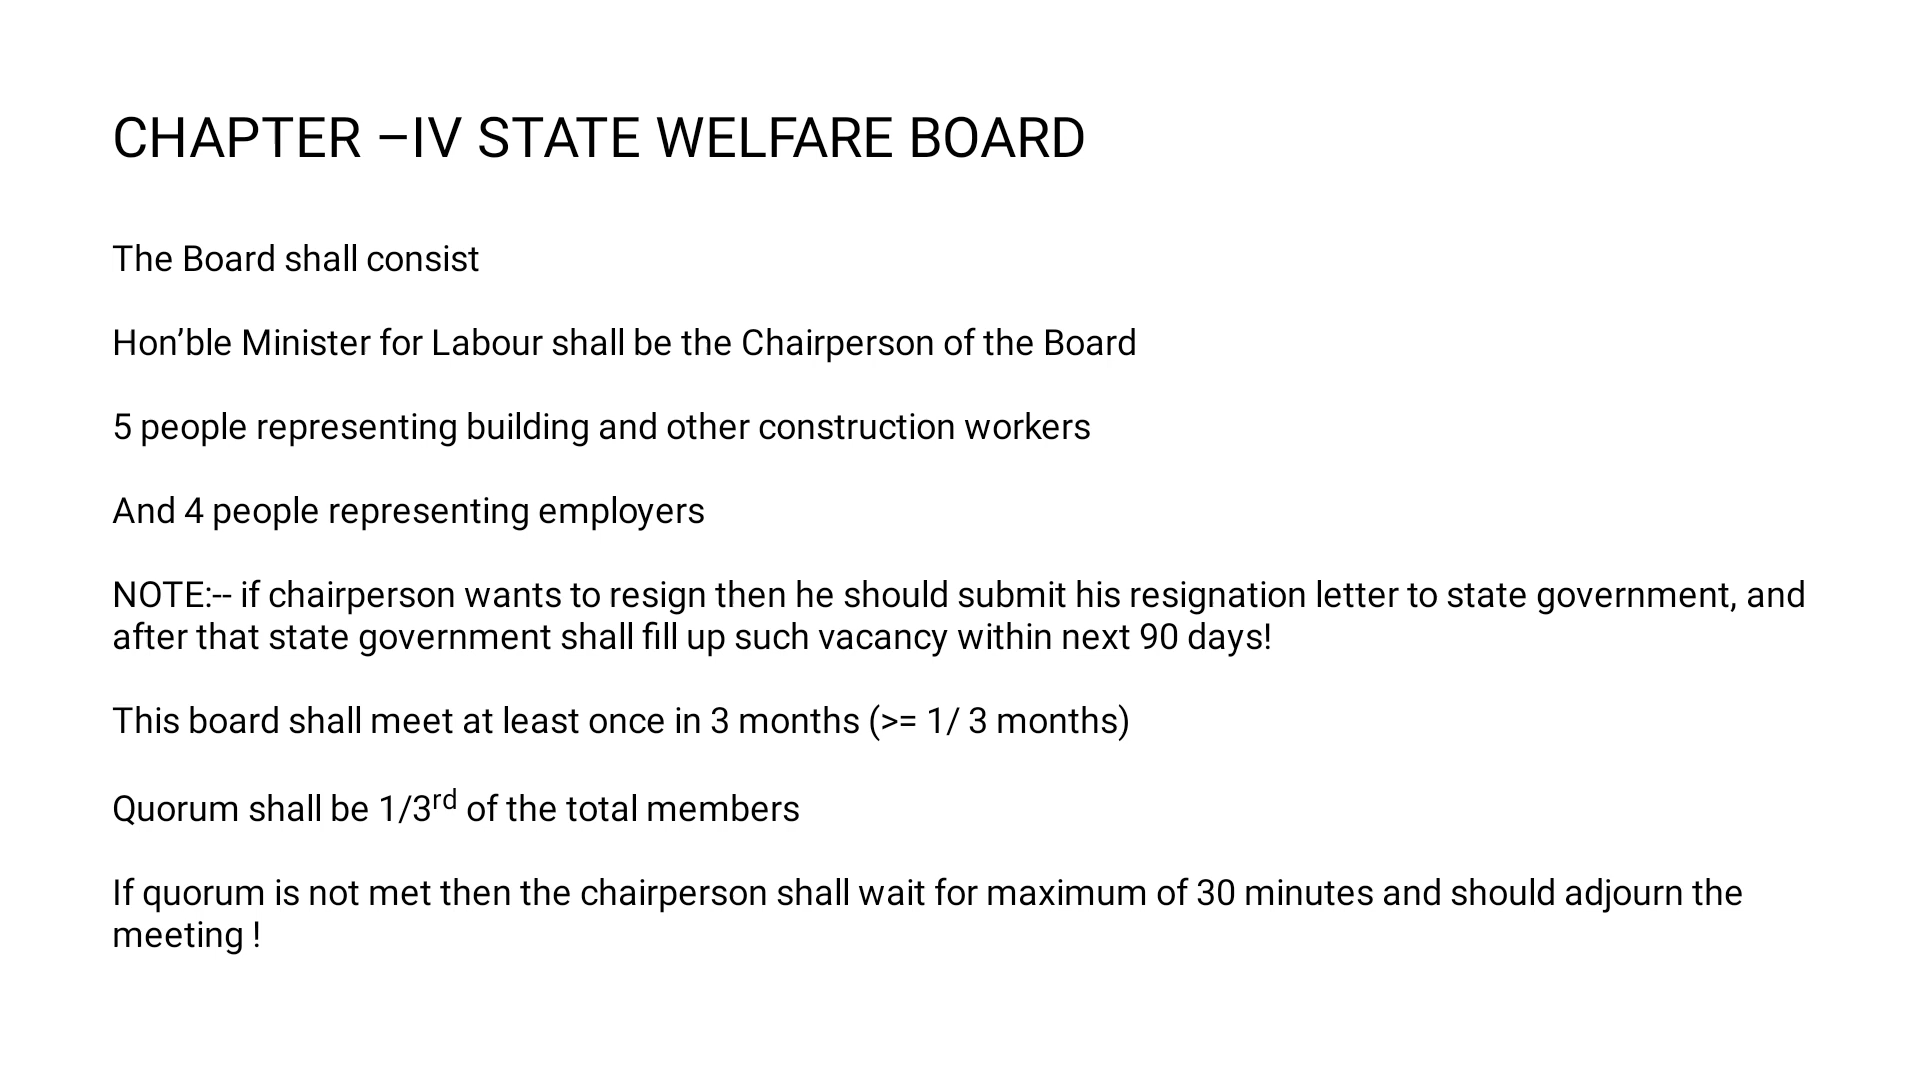 CHAPTER –IV STATE WELFARE BOARD
The Board shall consist
Hon’ble Minister for Labour shall be the Chairperson of the Board
5 people representing building and other construction workers
And 4 people representing employers
NOTE:-- if chairperson wants to resign then he should submit his resignation letter to state government, and
after that state government shall fill up such vacancy within next 90 days!
This board shall meet at least once in 3 months (>= 1/ 3 months)
Quorum shall be 1/3rd of the total members
If quorum is not met then the chairperson shall wait for maximum of 30 minutes and should adjourn the
meeting !